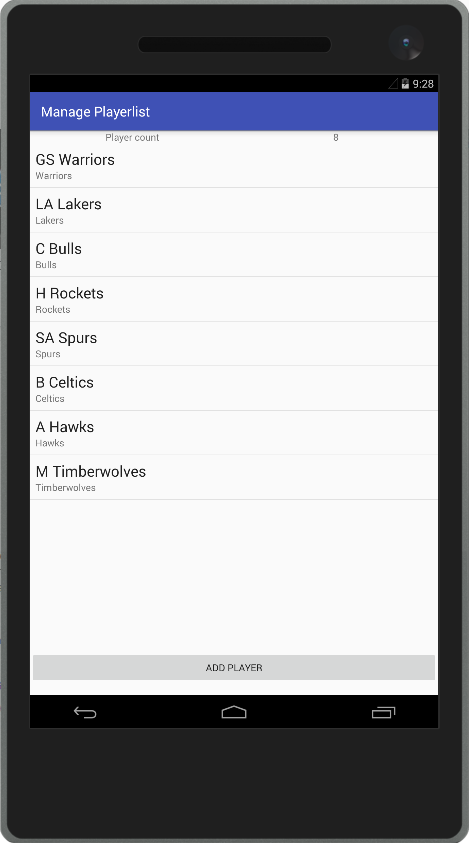 9:28
Manage Playerlist
Player count 8
GS Warriors
Warriors
LA Lakers
Lakers
C Bulls
Bulls
H Rockets
Rockets
SA Spurs
Spurs
B Celtics
Celtics
A Hawks
Hawks
M Timberwolves
Timberwolves
ADD PLAYER